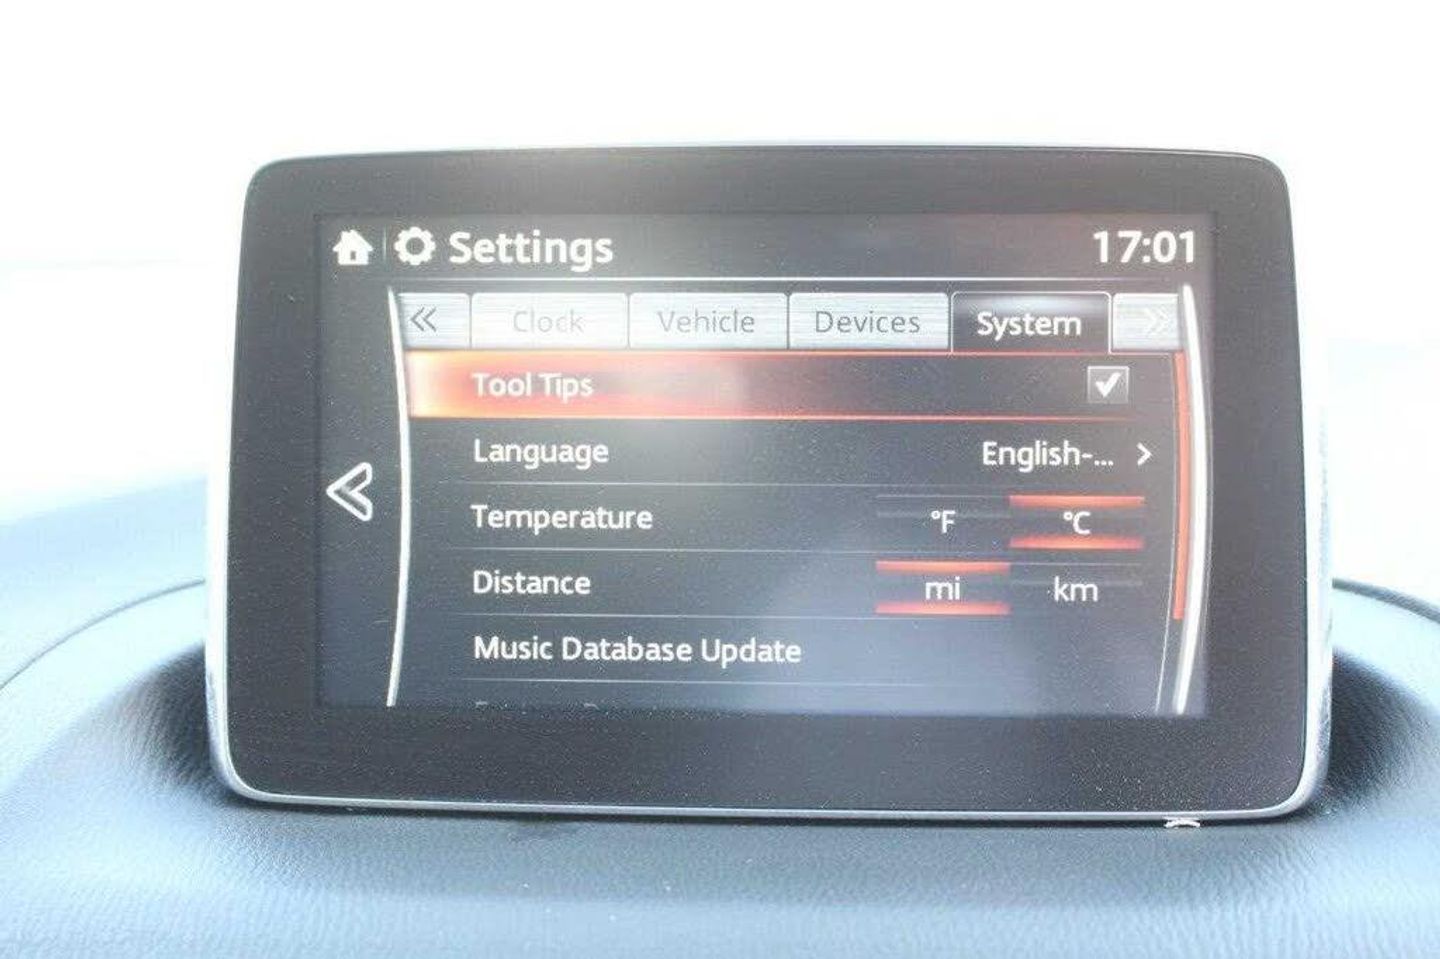 Settings 17:01
« Clock Vehicle Devices System »
Tool Tips
Language English-... >
Temperature °F °C
Distance mi km
Music Database Update